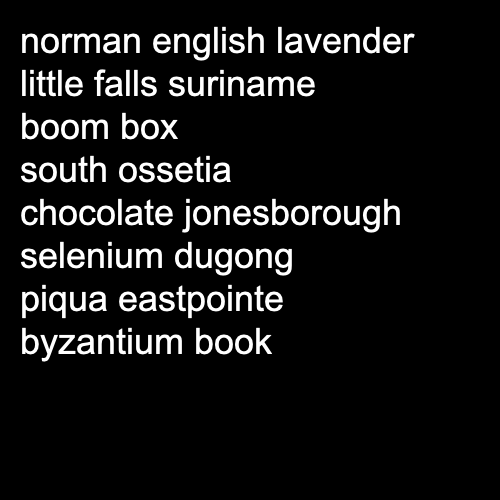 norman english lavender
little falls suriname
boom box
south ossetia
chocolate jonesborough
selenium dugong
piqua eastpointe
byzantium book